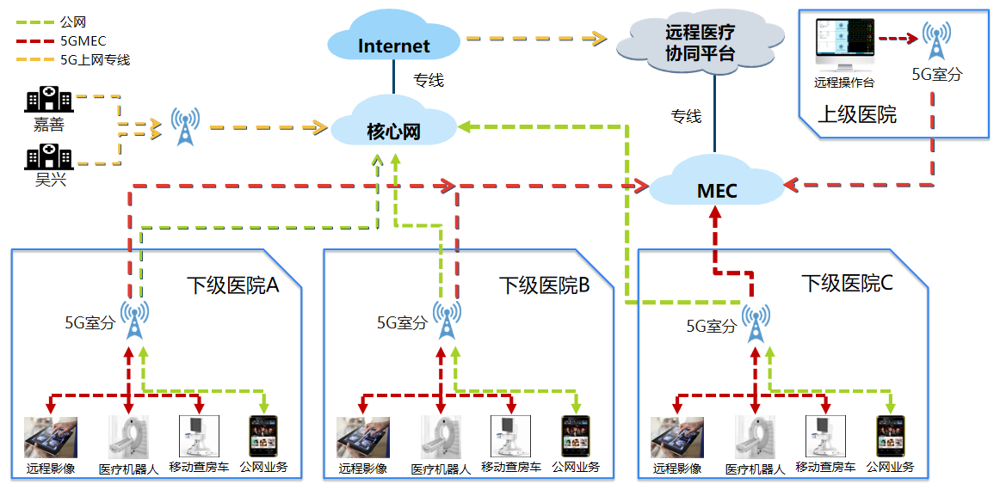 公网
5GMEC
5G上网专线
Internet
远程医疗
协同平台
专线
远程操作台
5G室分
上级医院
嘉善
核心网
专线
吴兴
MEC
下级医院A
5G室分
远程影像
医疗机器人
移动查房车
公网业务
下级医院B
5G室分
远程影像
医疗机器人
移动查房车
公网业务
下级医院C
5G室分
远程影像
医疗机器人
移动查房车
公网业务